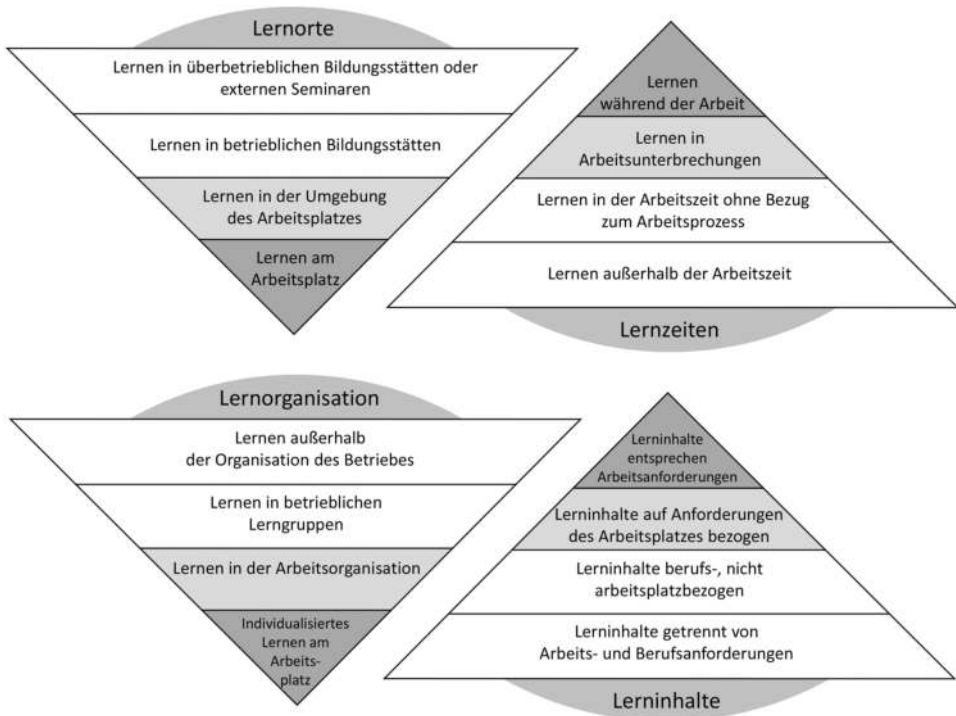 Lernorte
Lernen in überbetrieblichen Bildungsstätten oder
externen Seminaren
Lernen in betrieblichen Bildungsstätten
Lernen in der Umgebung
des Arbeitsplatzes
Lernen am
Arbeitsplatz
Lernen
während der Arbeit
Lernen in
Arbeitsunterbrechungen
Lernen in der Arbeitszeit ohne Bezug
zum Arbeitsprozess
Lernen außerhalb der Arbeitszeit
Lernzeiten
Lernorganisation
Lernen außerhalb
der Organisation des Betriebes
Lernen in betrieblichen
Lerngruppen
Lernen in der Arbeitsorganisation
Individualisiertes
Lernen am
Arbeits-
platz
Lerninhalte
entsprechen
Arbeitsanforderungen
Lerninhalte auf Anforderungen
des Arbeitsplatzes bezogen
Lerninhalte berufs-, nicht
arbeitsplatzbezogen
Lerninhalte getrennt von
Arbeits- und Berufsanforderungen
Lerninhalte